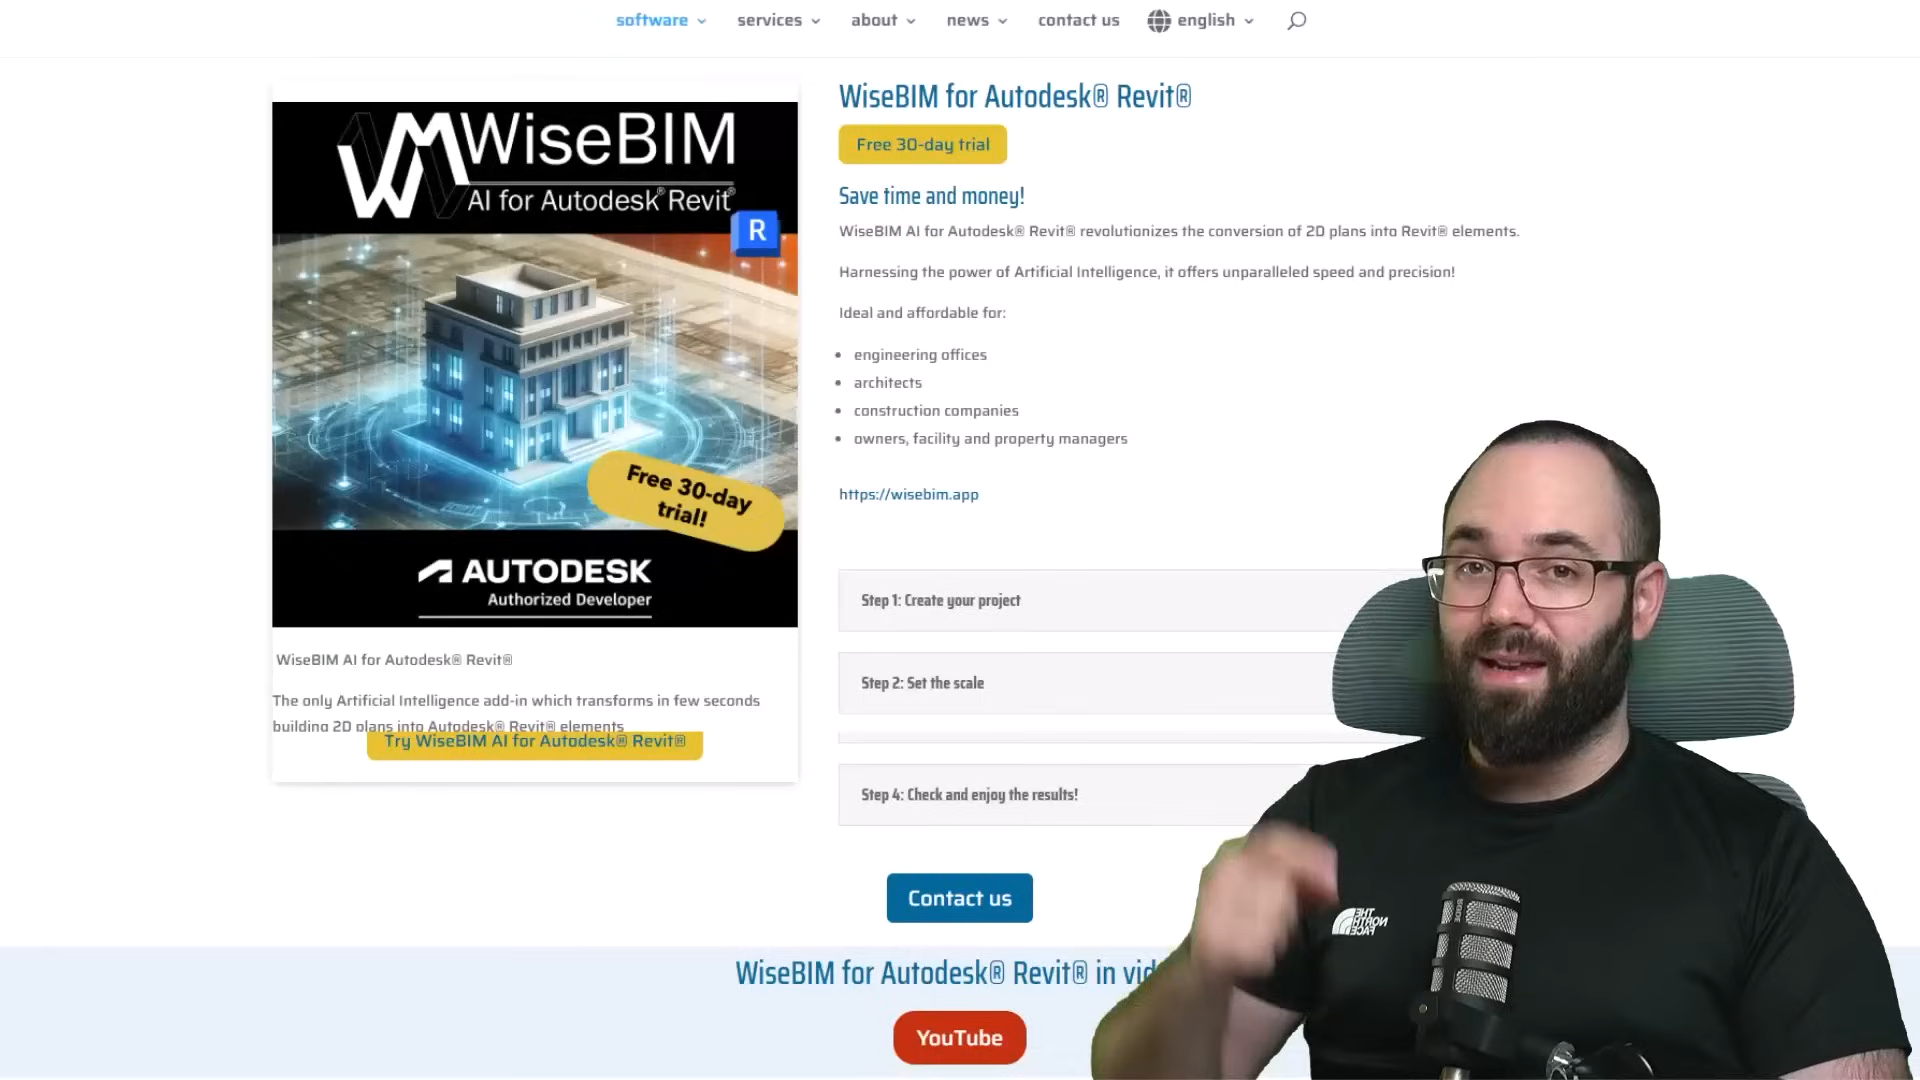 software
services
about
news
contact us
english
WiseBIM
AI for Autodesk® Revit®
R
Free 30-day
trial!
AUTODESK
Authorized Developer
WiseBIM AI for Autodesk® Revit®
The only Artificial Intelligence add-in which transforms in few seconds
building 2D plans into Autodesk® Revit® elements
Try WiseBIM AI for Autodesk® Revit®
WiseBIM for Autodesk® Revit®
Free 30-day trial
Save time and money!
WiseBIM AI for Autodesk® Revit® revolutionizes the conversion of 2D plans into Revit® elements.
Harnessing the power of Artificial Intelligence, it offers unparalleled speed and precision!
Ideal and affordable for:
engineering offices
architects
construction companies
owners, facility and property managers
https://wisebim.app
Step 1: Create your project
Step 2: Set the scale
Step 4: Check and enjoy the results!
Contact us
WiseBIM for Autodesk® Revit® in vid
YouTube
THE
NORTH
FACE
RODE